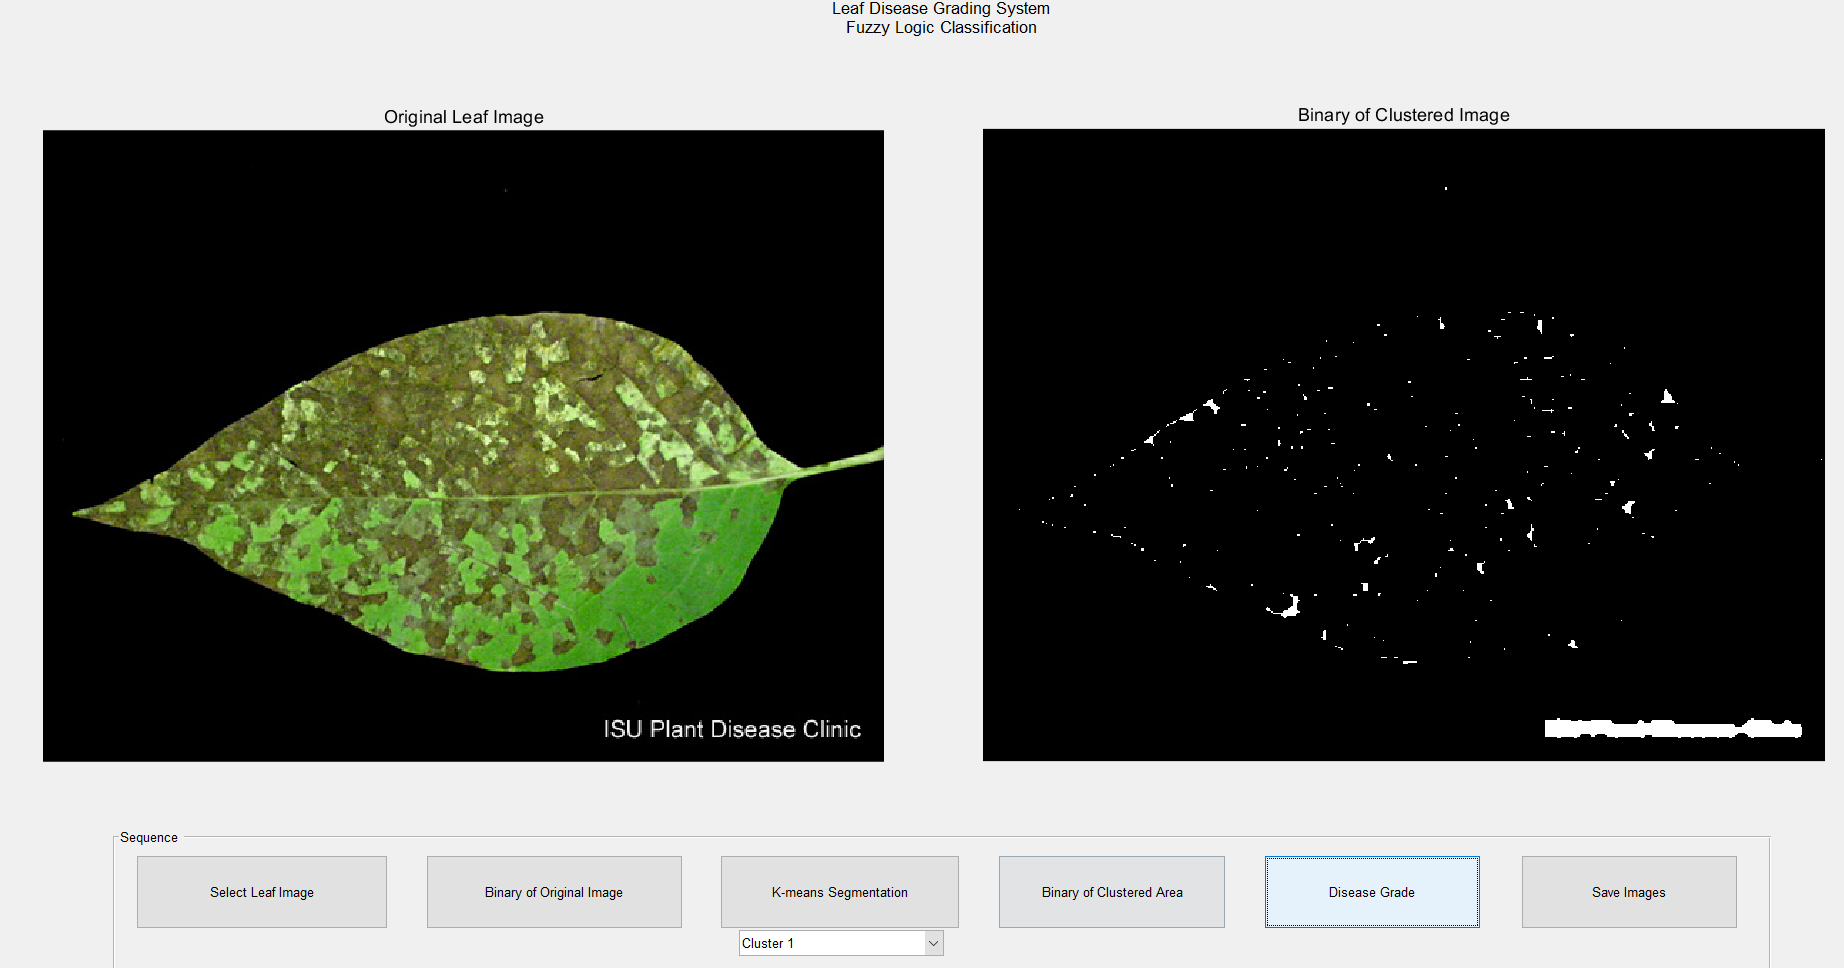 Leaf Disease Grading System
Fuzzy Logic Classification
Original Leaf Image
Binary of Clustered Image
ISU Plant Disease Clinic
Sequence
Select Leaf Image
Binary of Original Image
K-means Segmentation
Binary of Clustered Area
Disease Grade
Save Images
Cluster 1